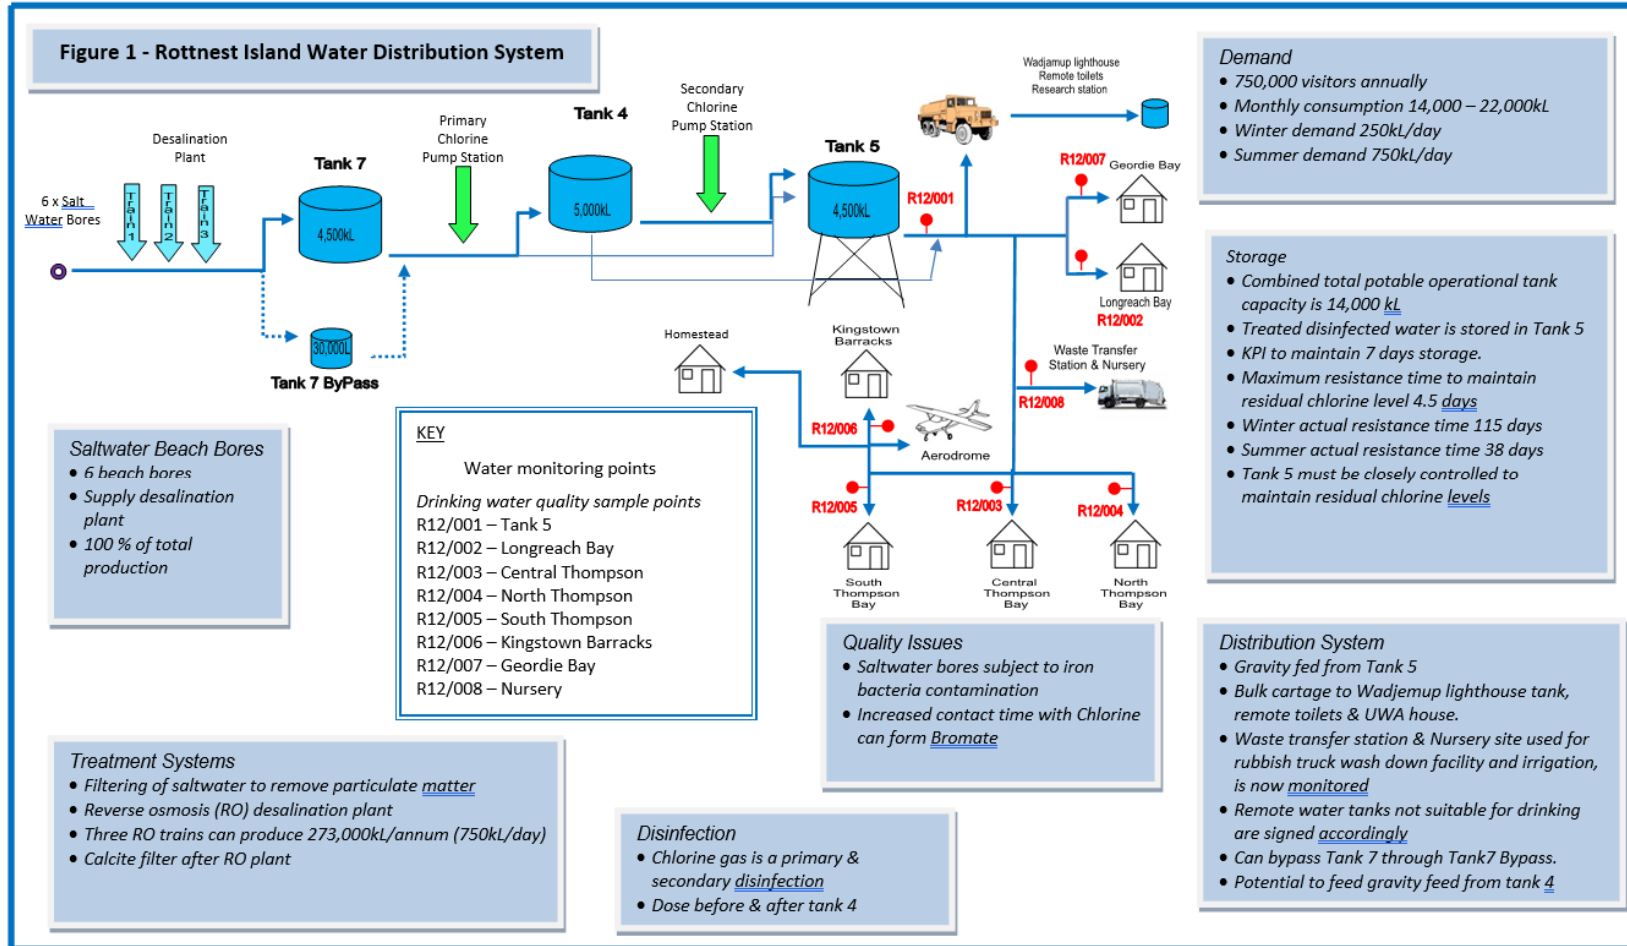 Figure 1 - Rottnest Island Water Distribution System
6 x Salt
Water Bores
Desalination
Plant
Train 1
Train 2
Train 3
Tank 7
4,500kL
30,000L
Tank 7 ByPass
Primary
Chlorine
Pump Station
Tank 4
5,000kL
Secondary
Chlorine
Pump Station
Tank 5
4,500kL
R12/001
Wadjamup lighthouse
Remote toilets
Research station
R12/007
Geordie Bay
Longreach Bay
R12/002
Waste Transfer
Station & Nursery
R12/008
Homestead
Kingstown
Barracks
R12/006
Aerodrome
R12/005
R12/003
R12/004
South
Thompson
Bay
Central
Thompson
Bay
North
Thompson
Bay
Demand
• 750,000 visitors annually
• Monthly consumption 14,000 – 22,000kL
• Winter demand 250kL/day
• Summer demand 750kL/day
Storage
• Combined total potable operational tank
capacity is 14,000 kL
• Treated disinfected water is stored in Tank 5
• KPI to maintain 7 days storage.
• Maximum resistance time to maintain
residual chlorine level 4.5 days
• Winter actual resistance time 115 days
• Summer actual resistance time 38 days
• Tank 5 must be closely controlled to
maintain residual chlorine levels
Saltwater Beach Bores
• 6 beach bores
• Supply desalination
plant
• 100 % of total
production
KEY
Water monitoring points
Drinking water quality sample points
R12/001 – Tank 5
R12/002 – Longreach Bay
R12/003 – Central Thompson
R12/004 – North Thompson
R12/005 – South Thompson
R12/006 – Kingstown Barracks
R12/007 – Geordie Bay
R12/008 – Nursery
Quality Issues
• Saltwater bores subject to iron
bacteria contamination
• Increased contact time with Chlorine
can form Bromate
Distribution System
• Gravity fed from Tank 5
• Bulk cartage to Wadjemup lighthouse tank,
remote toilets & UWA house.
• Waste transfer station & Nursery site used for
rubbish truck wash down facility and irrigation,
is now monitored
• Remote water tanks not suitable for drinking
are signed accordingly
• Can bypass Tank 7 through Tank7 Bypass.
• Potential to feed gravity feed from tank 4
Treatment Systems
• Filtering of saltwater to remove particulate matter
• Reverse osmosis (RO) desalination plant
• Three RO trains can produce 273,000kL/annum (750kL/day)
• Calcite filter after RO plant
Disinfection
• Chlorine gas is a primary &
secondary disinfection
• Dose before & after tank 4